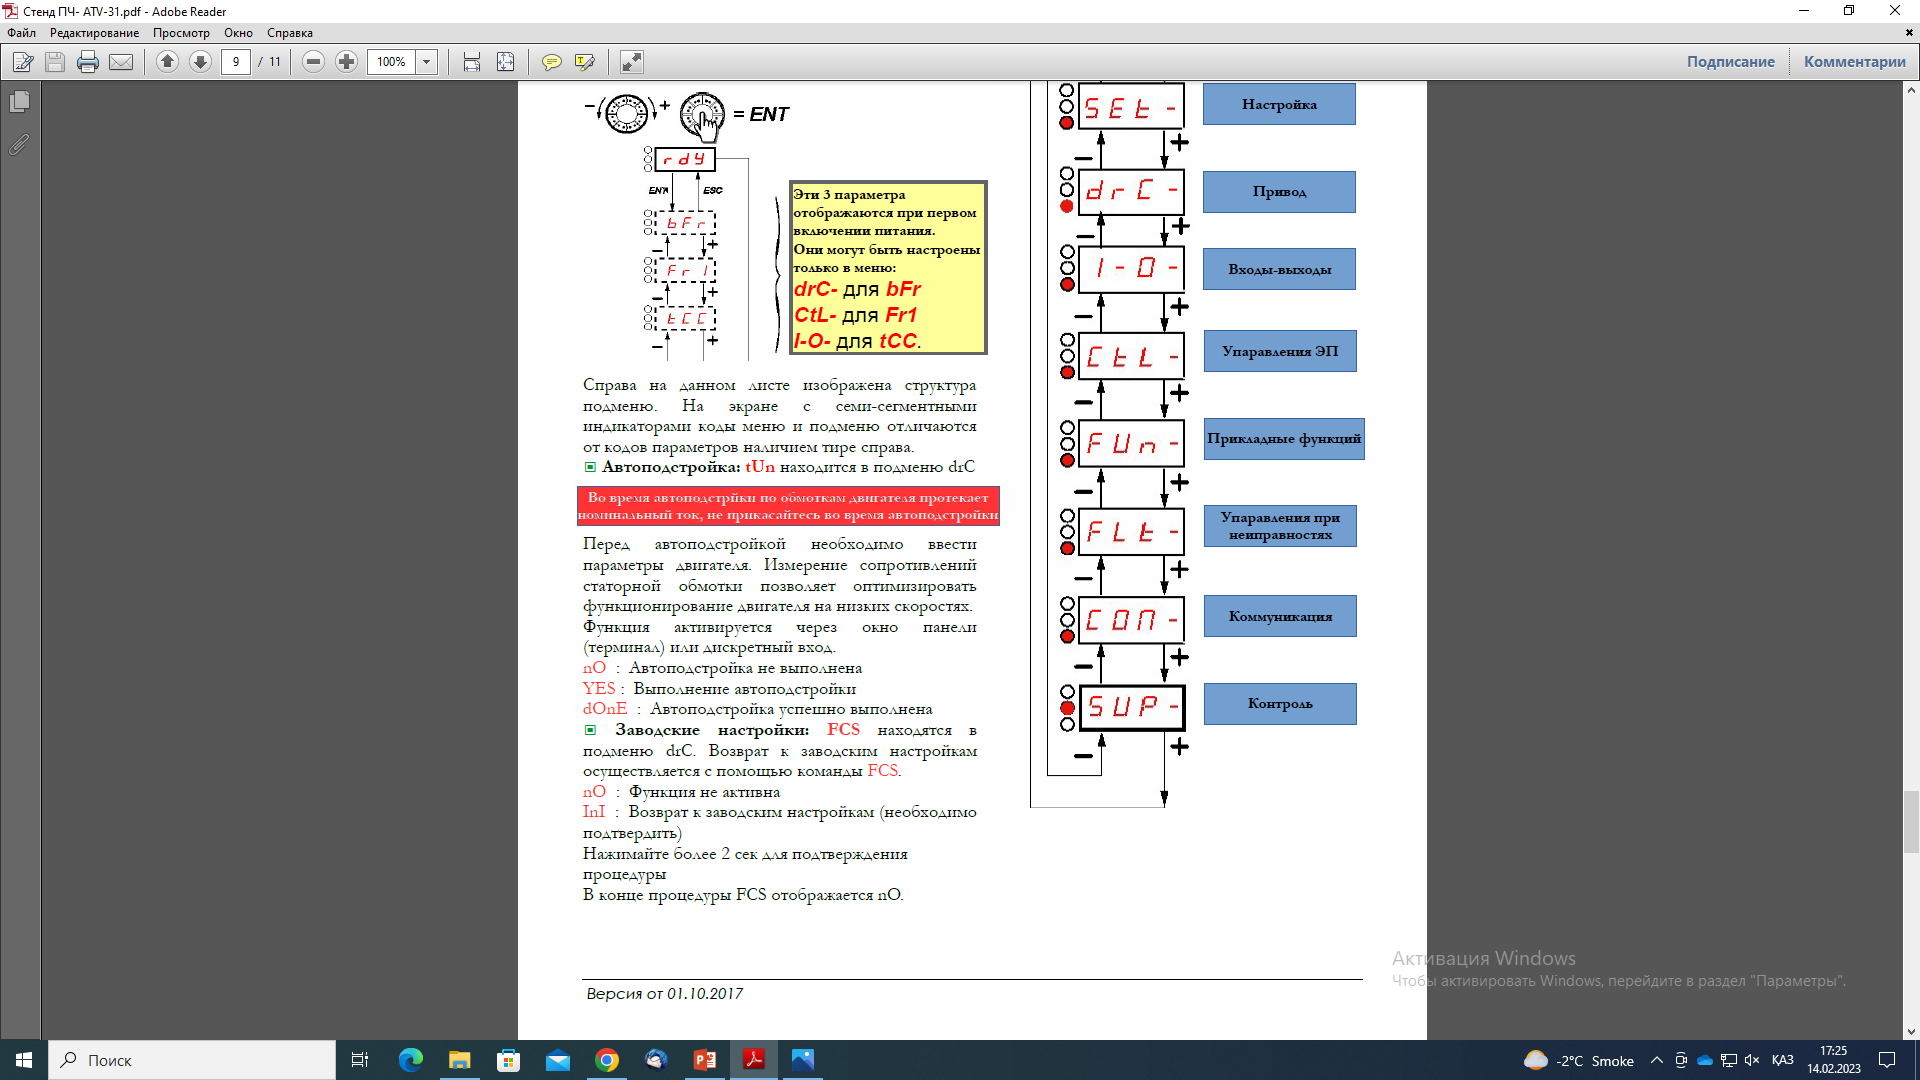 Стенд ПЧ- ATV-31.pdf - Adobe Reader
Файл Редактирование Просмотр Окно Справка
9 / 11 100% Подписание Комментарии
- + = ENT
rdY
ENT ESC
bFr
- +
Fr1
- +
tCC
- +
Эти 3 параметра
отображаются при первом
включении питания.
Они могут быть настроены
только в меню:
drC- для bFr
CtL- для Fr1
I-O- для tCC.
Справа на данном листе изображена структура
подменю. На экране с семи-сегментными
индикаторами коды меню и подменю отличаются
от кодов параметров наличием тире справа.
Автоподстройка: tUn находится в подменю drC
Во время автоподстрйки по обмоткам двигателя протекает
номинальный ток, не прикасайтесь во время автоподстройки
Перед автоподстройкой необходимо ввести
параметры двигателя. Измерение сопротивлений
статорной обмотки позволяет оптимизировать
функционирование двигателя на низких скоростях.
Функция активируется через окно панели
(терминал) или дискретный вход.
nO : Автоподстройка не выполнена
YES : Выполнение автоподстройки
dOnE : Автоподстройка успешно выполнена
Заводские настройки: FCS находятся в
подменю drC. Возврат к заводским настройкам
осуществляется с помощью команды FCS.
nO : Функция не активна
InI : Возврат к заводским настройкам (необходимо
подтвердить)
Нажимайте более 2 сек для подтверждения
процедуры
В конце процедуры FCS отображается nO.
SEt - Настройка
- +
drC - Привод
- +
I-O- Входы-выходы
- +
CtL - Упаравления ЭП
- +
FUn - Прикладные функций
- +
FLt - Упаравления при
неиправностях
- +
COM - Коммуникация
- +
SUP - Контроль
- +
Версия от 01.10.2017
Активация Windows
Чтобы активировать Windows, перейдите в раздел "Параметры".
Поиск
-2°C Smoke ҚАЗ 17:25
14.02.2023